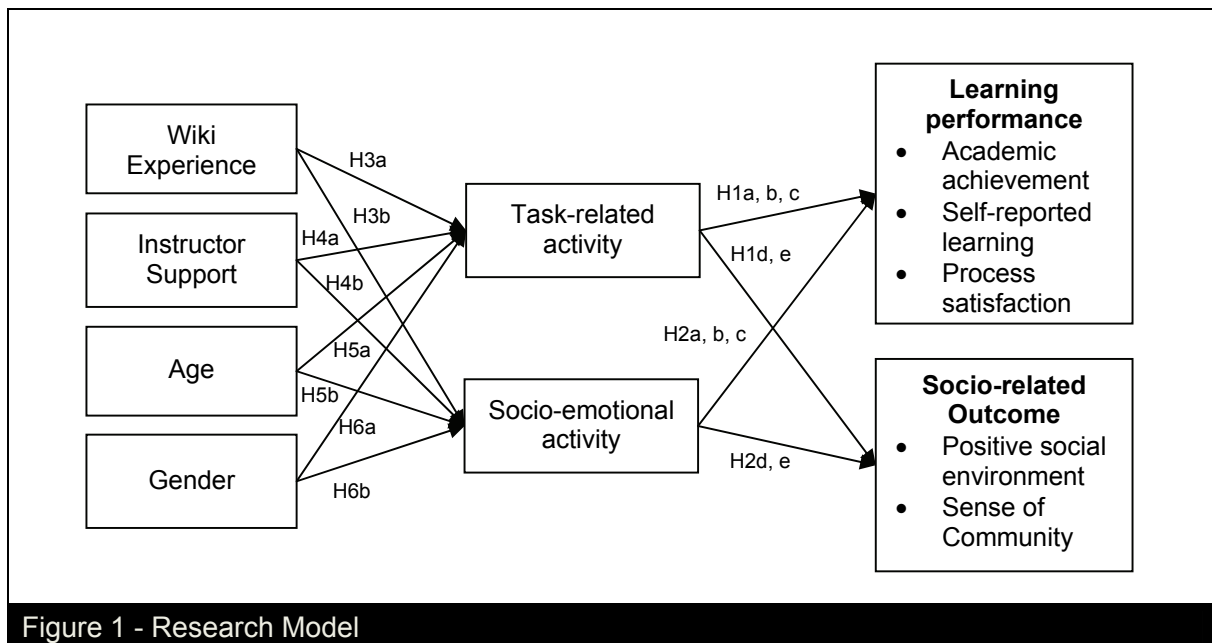 Wiki
Experience
Instructor
Support
Age
Gender
H3a
H3b
H4a
H4b
H5a
H5b
H6a
H6b
Task-related
activity
Socio-emotional
activity
H1a, b, c
H1d, e
H2a, b, c
H2d, e
Learning
performance
• Academic
achievement
• Self-reported
learning
• Process
satisfaction
Socio-related
Outcome
• Positive social
environment
• Sense of
Community
Figure 1 - Research Model